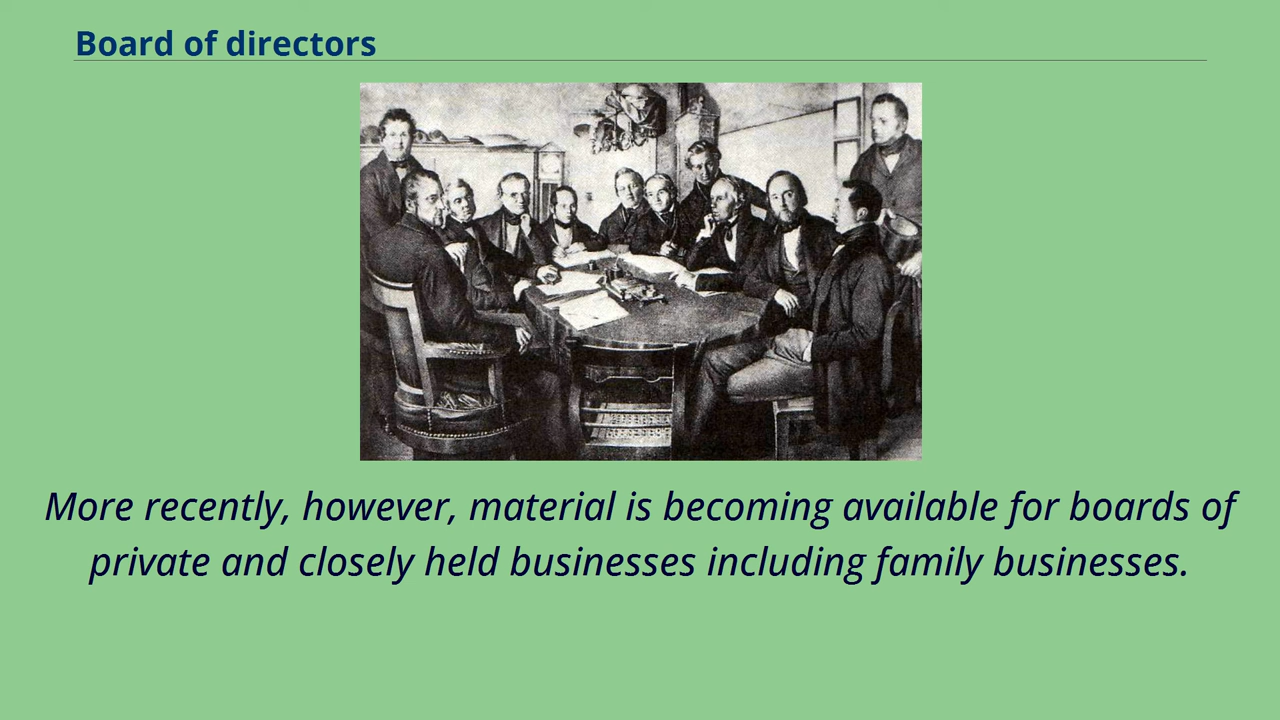 Board of directors
More recently, however, material is becoming available for boards of
private and closely held businesses including family businesses.